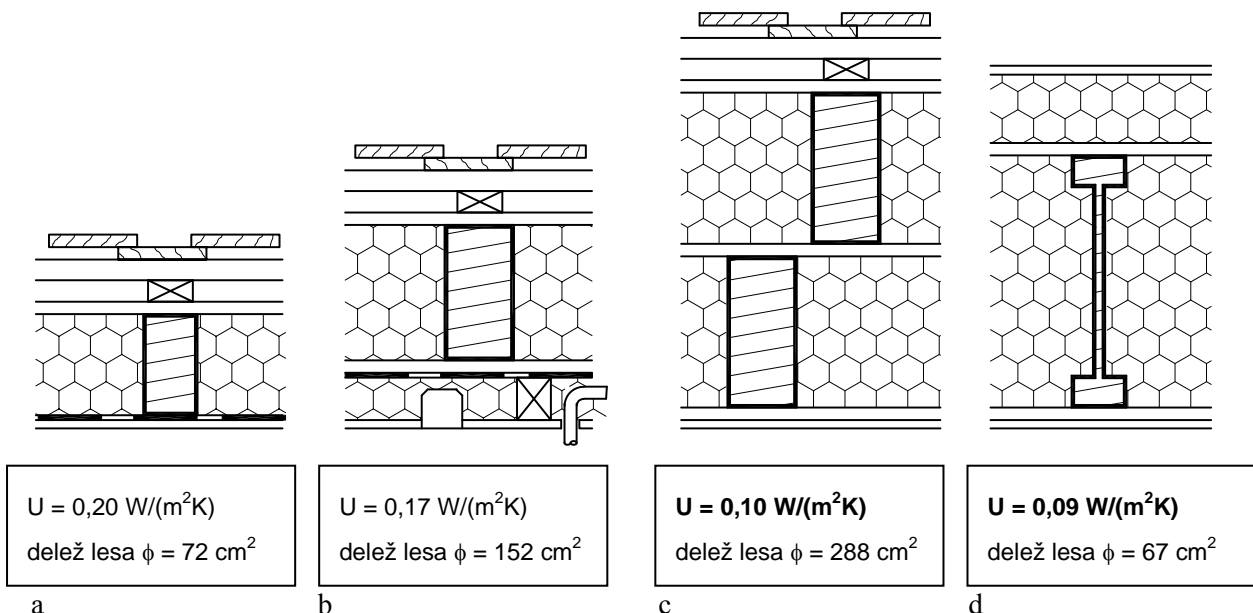 U = 0,20 W/(m²K)
delež lesa ϕ = 72 cm²
U = 0,17 W/(m²K)
delež lesa ϕ = 152 cm²
U = 0,10 W/(m²K)
delež lesa ϕ = 288 cm²
U = 0,09 W/(m²K)
delež lesa ϕ = 67 cm²
a
b
c
d